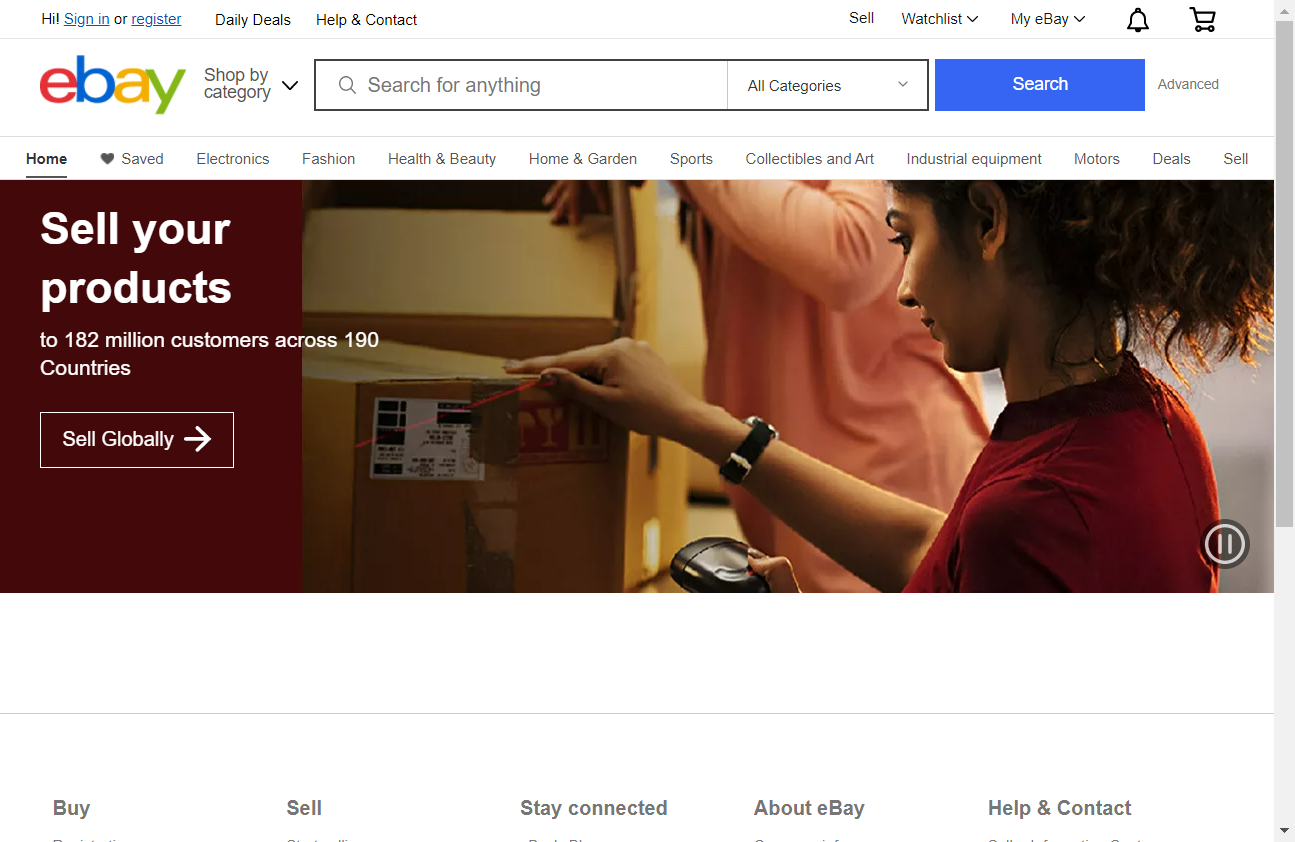 Hi! Sign in or register
Daily Deals
Help & Contact
Sell
Watchlist
My eBay
ebay
Shop by
category
Search for anything
All Categories
Search
Advanced
Home
Saved
Electronics
Fashion
Health & Beauty
Home & Garden
Sports
Collectibles and Art
Industrial equipment
Motors
Deals
Sell
Sell your
products
to 182 million customers across 190
Countries
Sell Globally
Buy
Sell
Stay connected
About eBay
Help & Contact